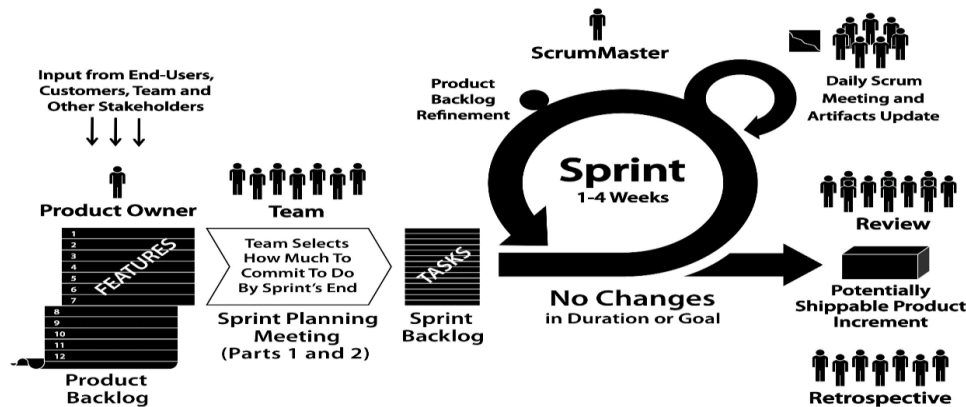 Input from End-Users,
Customers, Team and
Other Stakeholders
Product Owner
1
2
3
4
5
6
7
8
9
10
11
12
FEATURES
Product
Backlog
Team
Team Selects
How Much To
Commit To Do
By Sprint's End
Sprint Planning
Meeting
(Parts 1 and 2)
TASKS
Sprint
Backlog
ScrumMaster
Product
Backlog
Refinement
Sprint
1-4 Weeks
No Changes
in Duration or Goal
Daily Scrum
Meeting and
Artifacts Update
Review
Potentially
Shippable Product
Increment
Retrospective